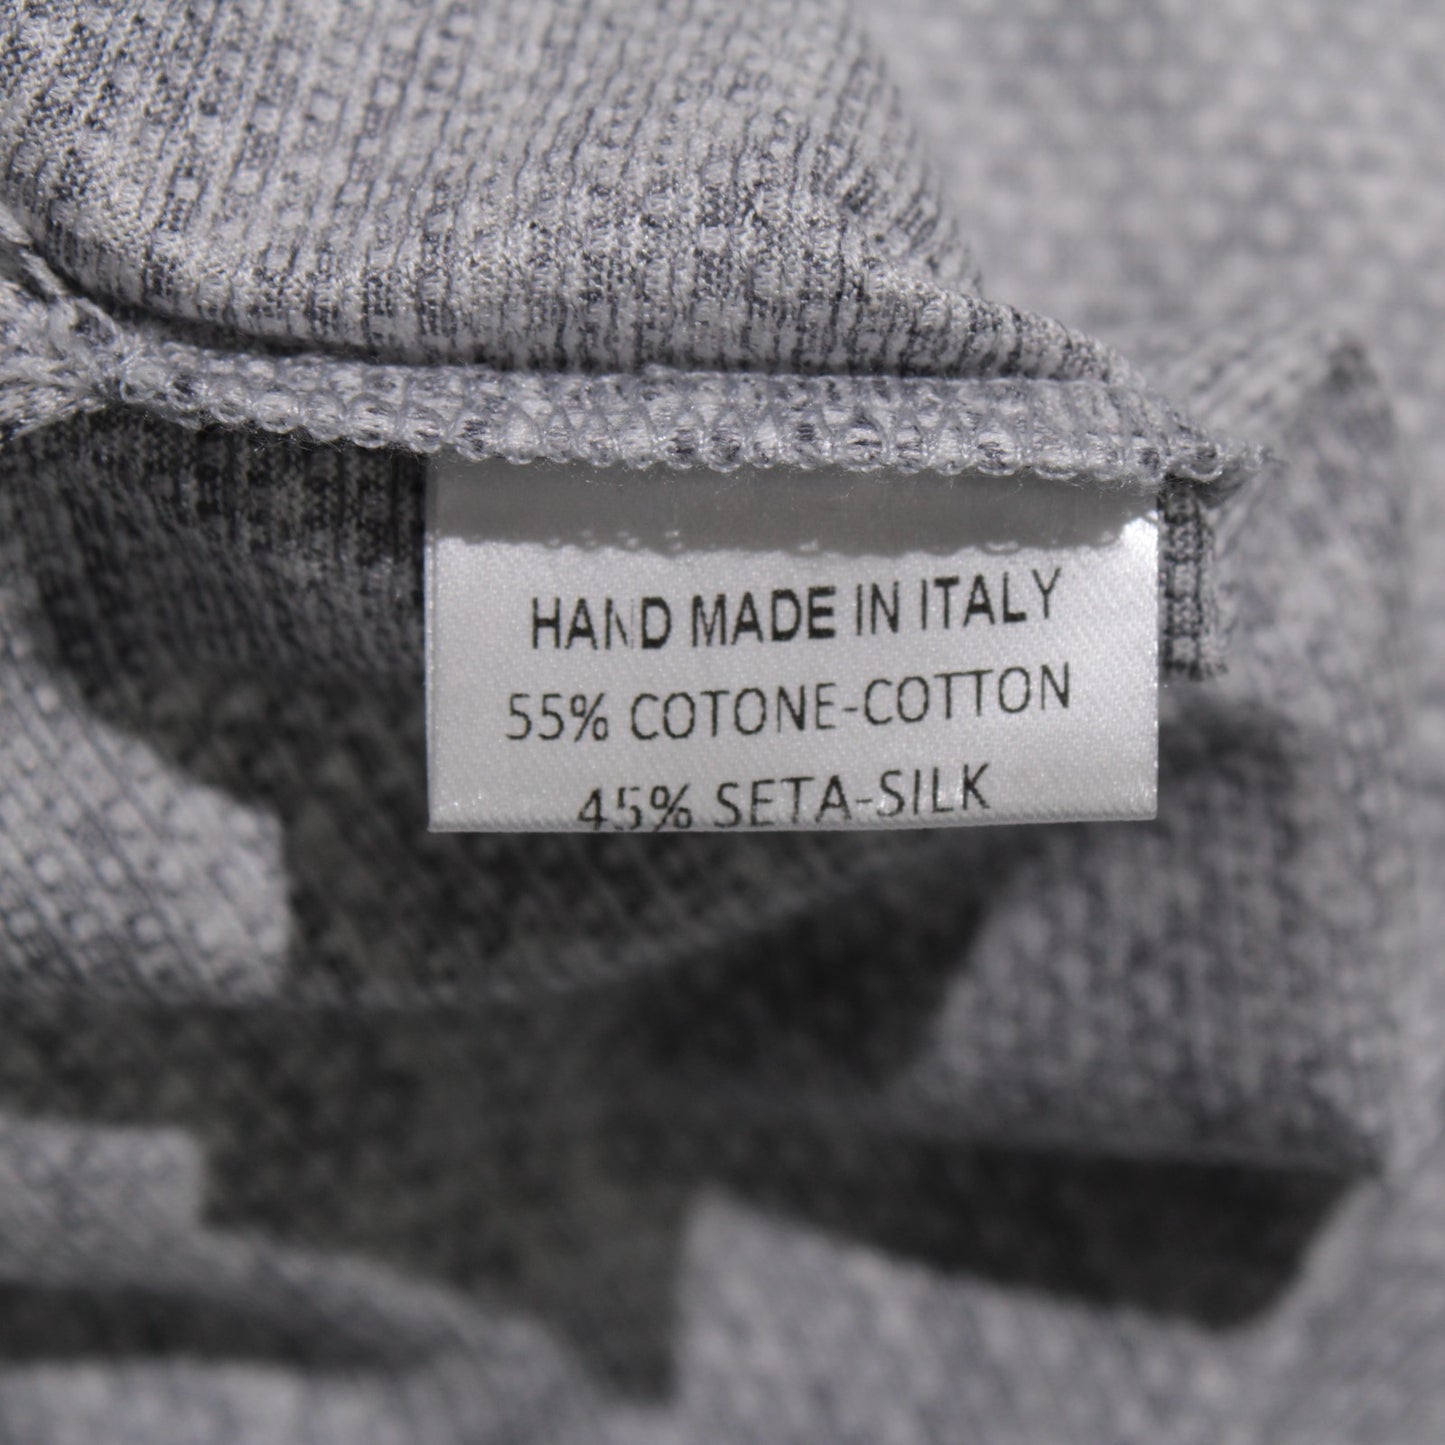 HAND MADE IN ITALY
55% COTONE-COTTON
45% SETA-SILK